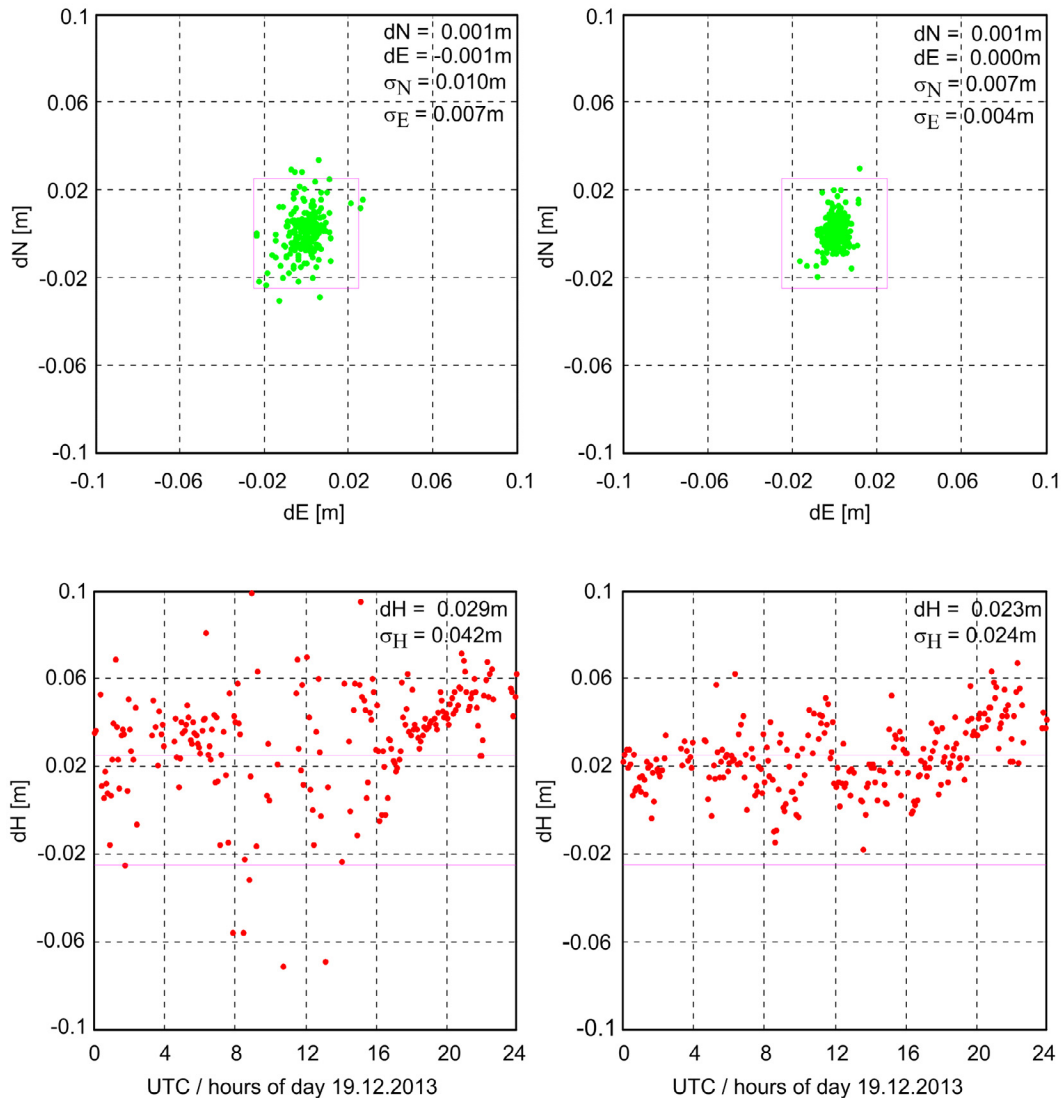 0.1
0.06
0.02
-0.02
-0.06
-0.1
dN [m]
dN = 0.001m
dE = -0.001m
σN = 0.010m
σE = 0.007m
-0.1 -0.06 -0.02 0.02 0.06 0.1
dE [m]
0.1
0.06
0.02
-0.02
-0.06
-0.1
dN [m]
dN = 0.001m
dE = 0.000m
σN = 0.007m
σE = 0.004m
-0.1 -0.06 -0.02 0.02 0.06 0.1
dE [m]
0.1
0.06
0.02
-0.02
-0.06
-0.1
dH [m]
dH = 0.029m
σH = 0.042m
0 4 8 12 16 20 24
UTC / hours of day 19.12.2013
0.1
0.06
0.02
-0.02
-0.06
-0.1
dH [m]
dH = 0.023m
σH = 0.024m
0 4 8 12 16 20 24
UTC / hours of day 19.12.2013